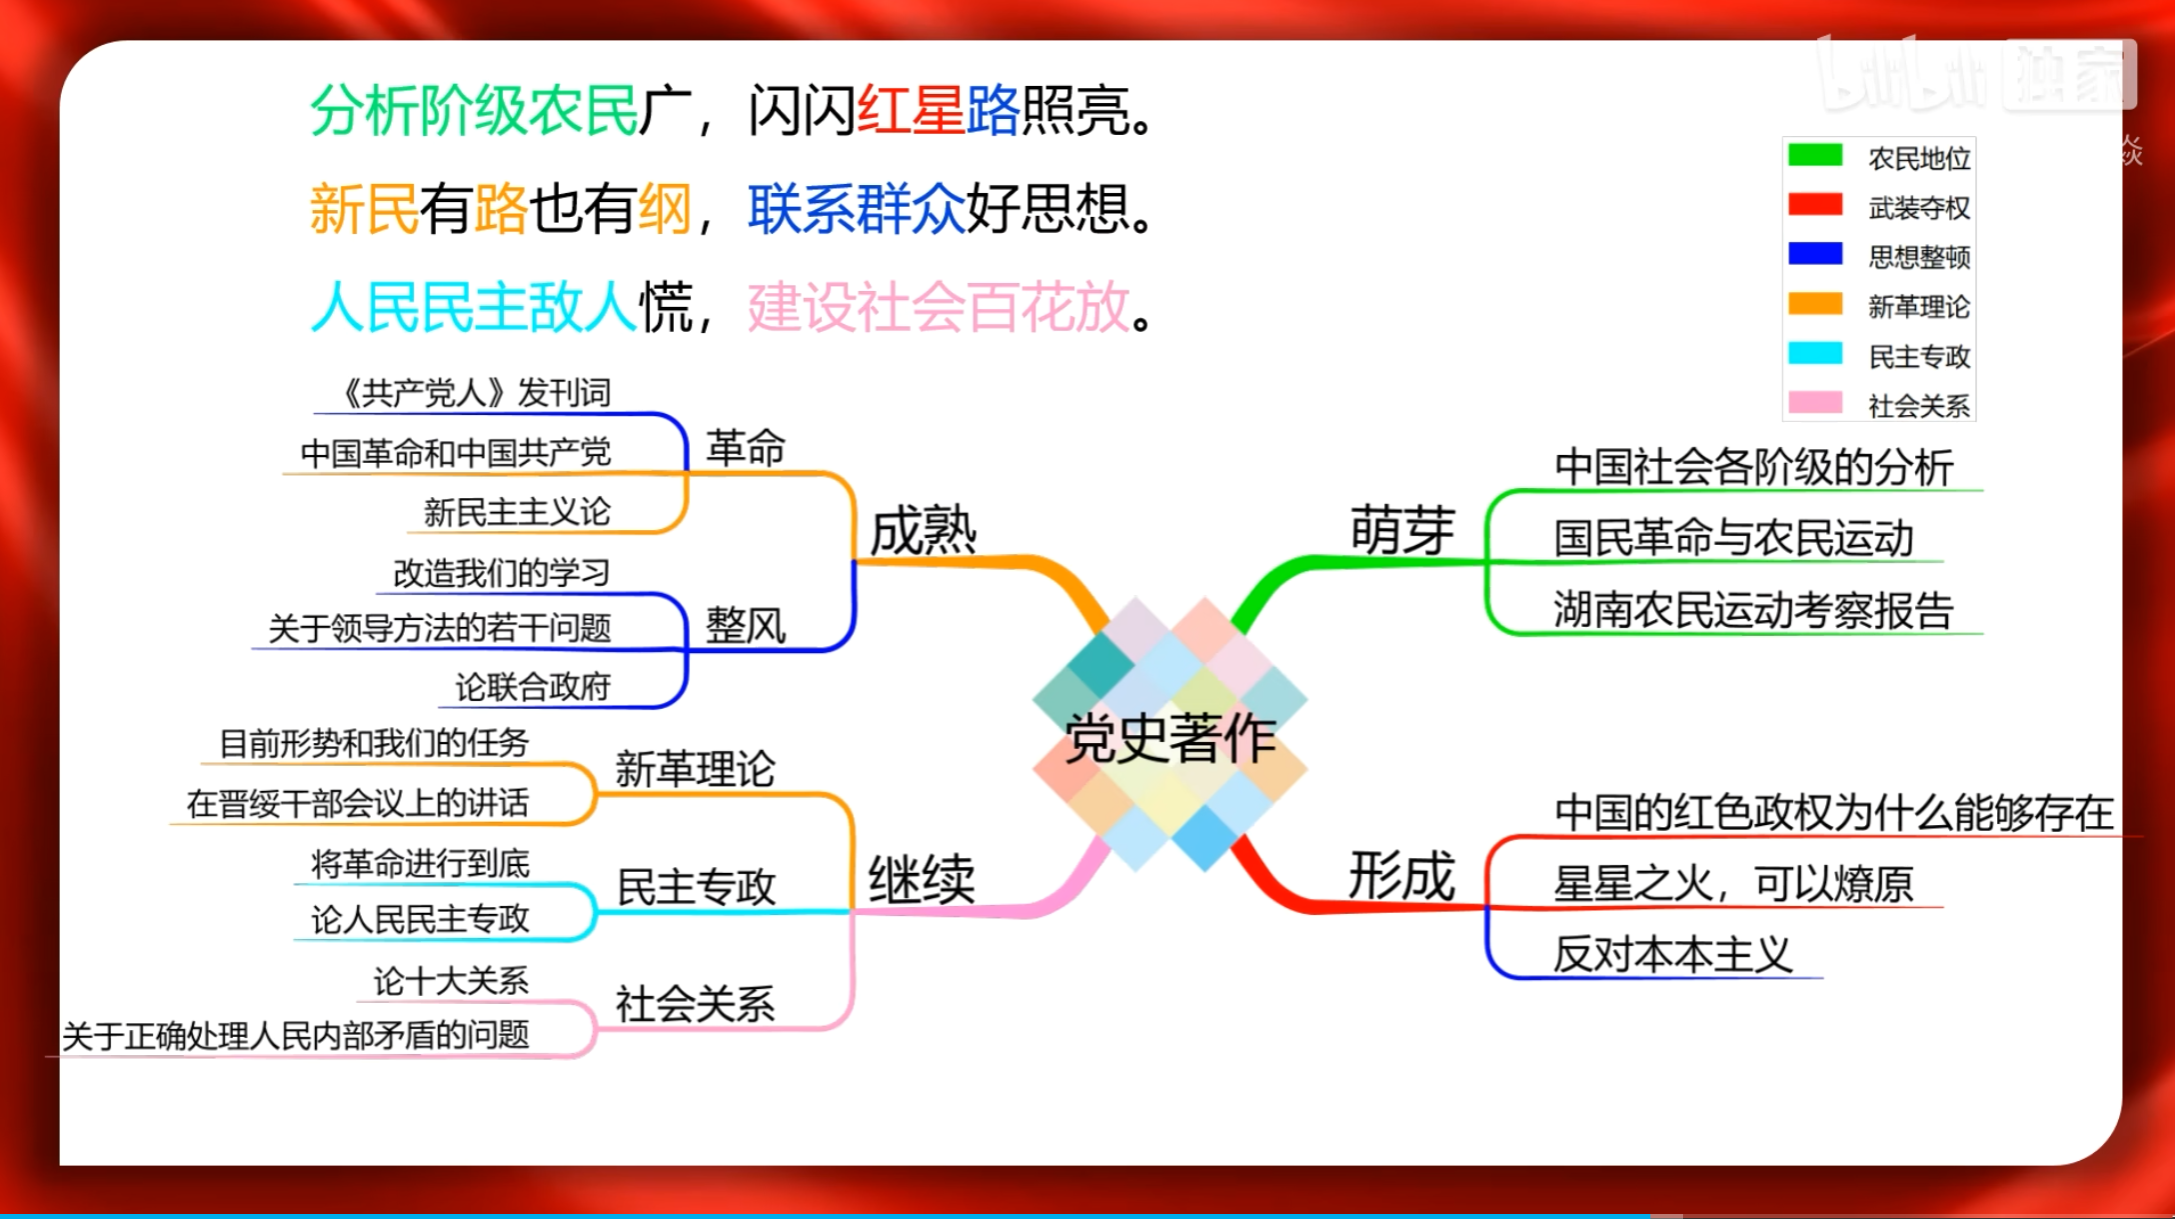 bilibili 独家
分析阶级农民广，闪闪红星路照亮。
新民有路也有纲，联系群众好思想。
人民民主敌人慌，建设社会百花放。
焱
农民地位
武装夺权
思想整顿
新革理论
民主专政
社会关系
党史著作
萌芽
中国社会各阶级的分析
国民革命与农民运动
湖南农民运动考察报告
形成
中国的红色政权为什么能够存在
星星之火，可以燎原
反对本本主义
成熟
革命
《共产党人》发刊词
中国革命和中国共产党
新民主主义论
整风
改造我们的学习
关于领导方法的若干问题
论联合政府
继续
新革理论
目前形势和我们的任务
在晋绥干部会议上的讲话
民主专政
将革命进行到底
论人民民主专政
社会关系
论十大关系
关于正确处理人民内部矛盾的问题